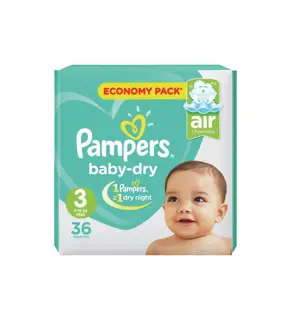 ECONOMY PACK*
air
Pampers
baby-dry
1 Pampers
=1 dry night
3
36